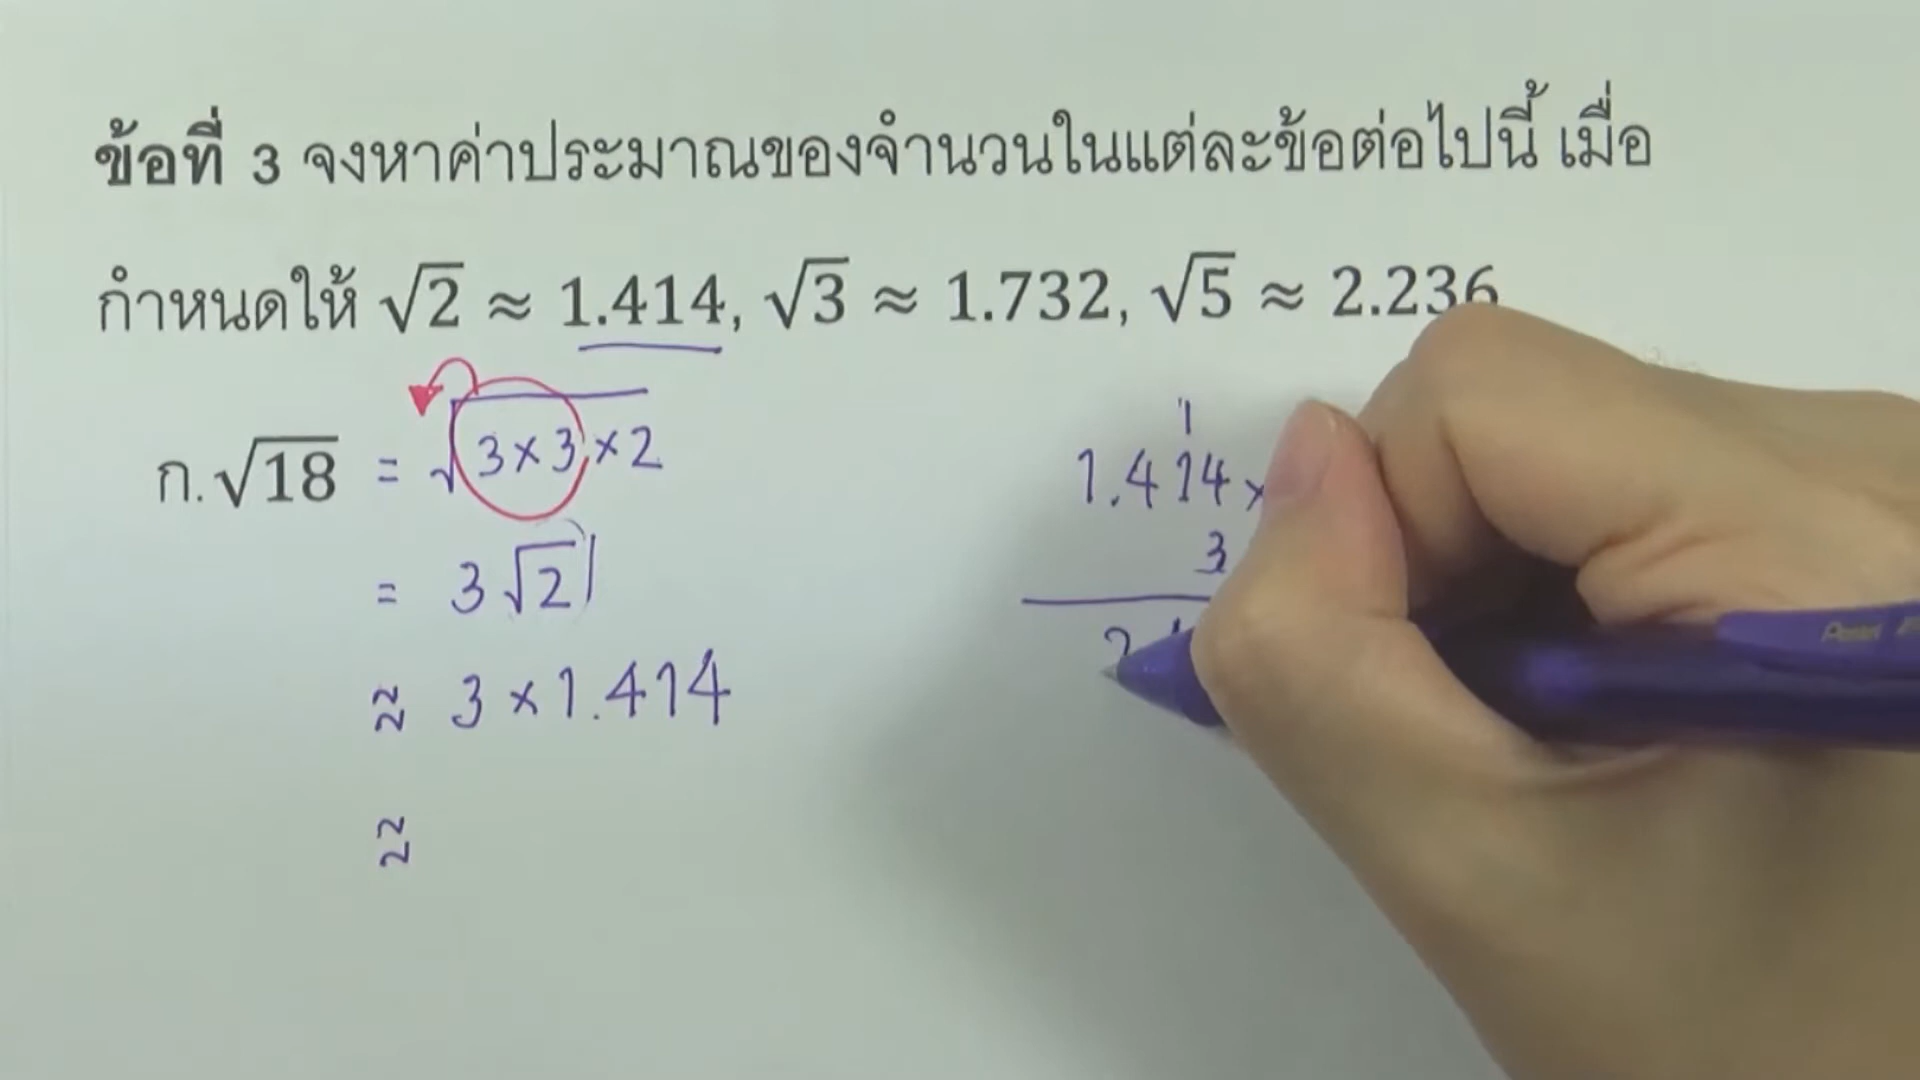 ข้อที่ 3 จงหาค่าประมาณของจำนวนในแต่ละข้อต่อไปนี้ เมื่อ
กำหนดให้ √2 ≈ 1.414, √3 ≈ 1.732, √5 ≈ 2.236
ก. √18 = √3×3×2
= 3√2
≈ 3×1.414
≈
1
1.414 ×
3
2
Pentel